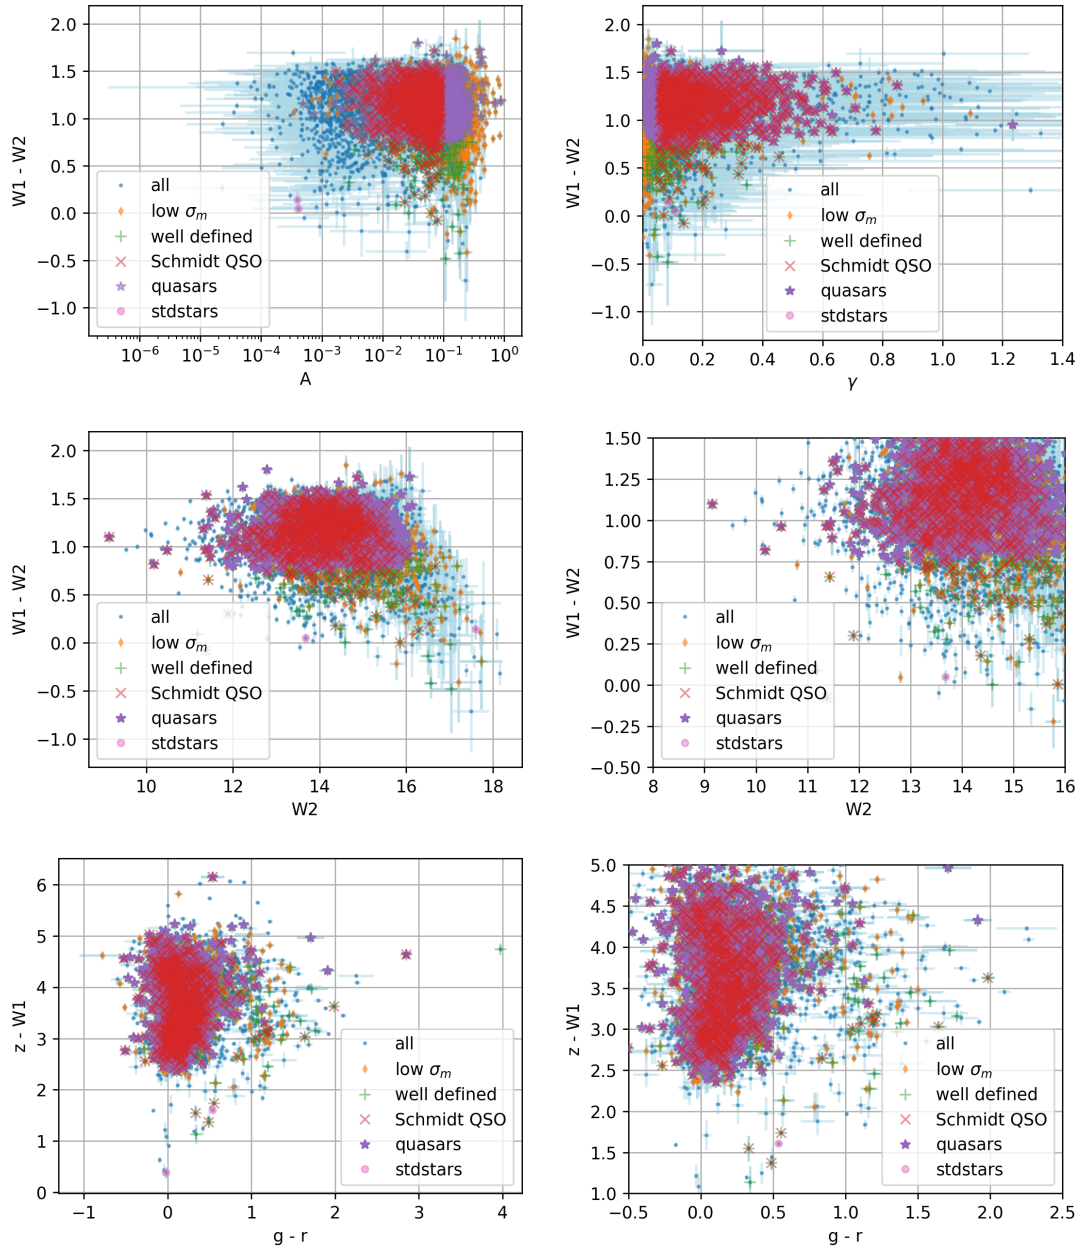 2.0
1.5
1.0
0.5
0.0
−0.5
−1.0
W1 - W2
all
low σm
well defined
Schmidt QSO
quasars
stdstars
10−6
10−5
10−4
10−3
10−2
10−1
100
A
2.0
1.5
1.0
0.5
0.0
−0.5
−1.0
W1 - W2
all
low σm
well defined
Schmidt QSO
quasars
stdstars
0.0
0.2
0.4
0.6
0.8
1.0
1.2
1.4
γ
2.0
1.5
1.0
0.5
0.0
−0.5
−1.0
W1 - W2
all
low σm
well defined
Schmidt QSO
quasars
stdstars
10
12
14
16
18
W2
1.50
1.25
1.00
0.75
0.50
0.25
0.00
−0.25
−0.50
W1 - W2
all
low σm
well defined
Schmidt QSO
quasars
stdstars
8
9
10
11
12
13
14
15
16
W2
6
5
4
3
2
1
0
z - W1
all
low σm
well defined
Schmidt QSO
quasars
stdstars
−1
0
1
2
3
4
g - r
5.0
4.5
4.0
3.5
3.0
2.5
2.0
1.5
1.0
z - W1
all
low σm
well defined
Schmidt QSO
quasars
stdstars
−0.5
0.0
0.5
1.0
1.5
2.0
2.5
g - r